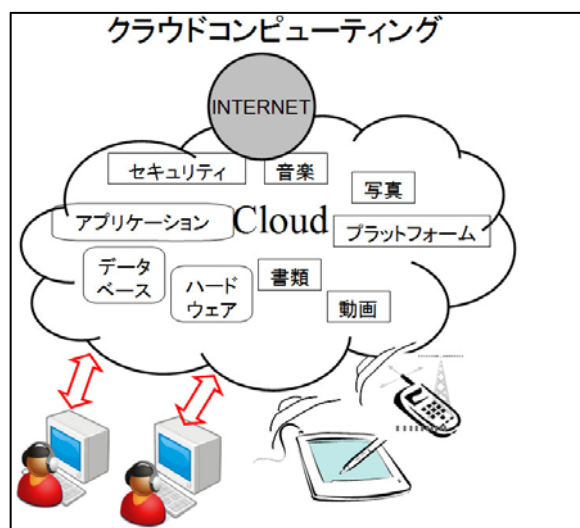 クラウドコンピューティング
INTERNET
セキュリティ
音楽
写真
アプリケーション
Cloud
プラットフォーム
データ
ベース
ハード
ウェア
書類
動画